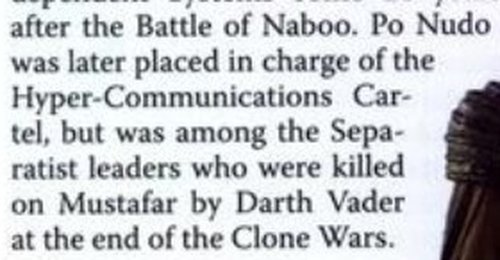 after the Battle of Naboo. Po Nudo
was later placed in charge of the
Hyper-Communications Car-
tel, but was among the Sepa-
ratist leaders who were killed
on Mustafar by Darth Vader
at the end of the Clone Wars.